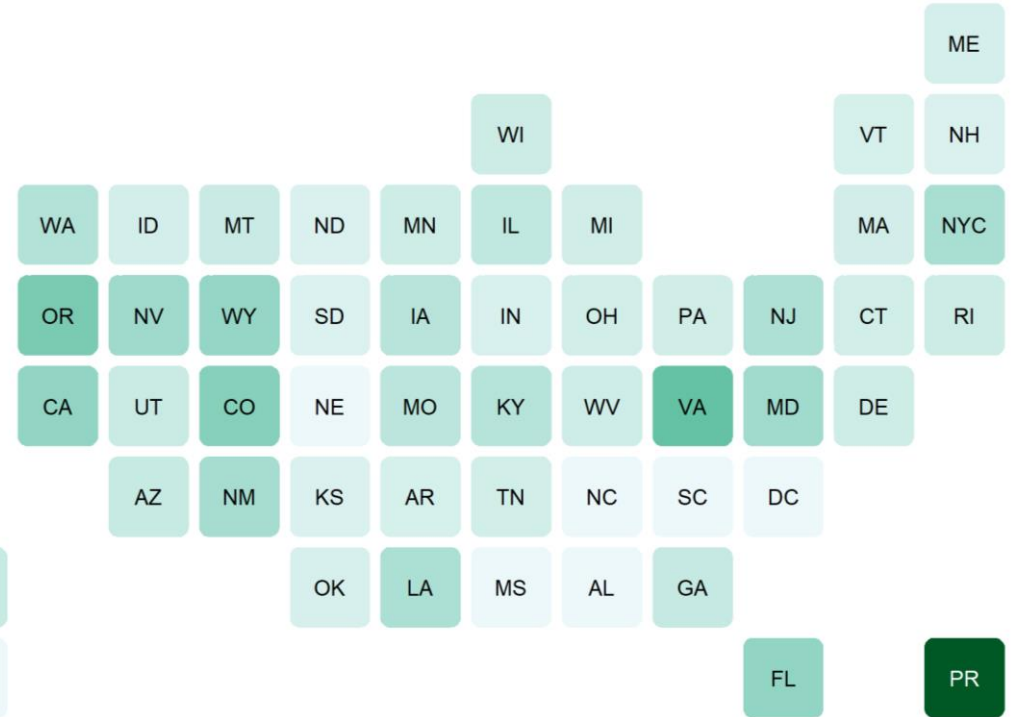 ME
WI VT NH
WA ID MT ND MN IL MI MA NYC
OR NV WY SD IA IN OH PA NJ CT RI
CA UT CO NE MO KY WV VA MD DE
AZ NM KS AR TN NC SC DC
OK LA MS AL GA
FL PR